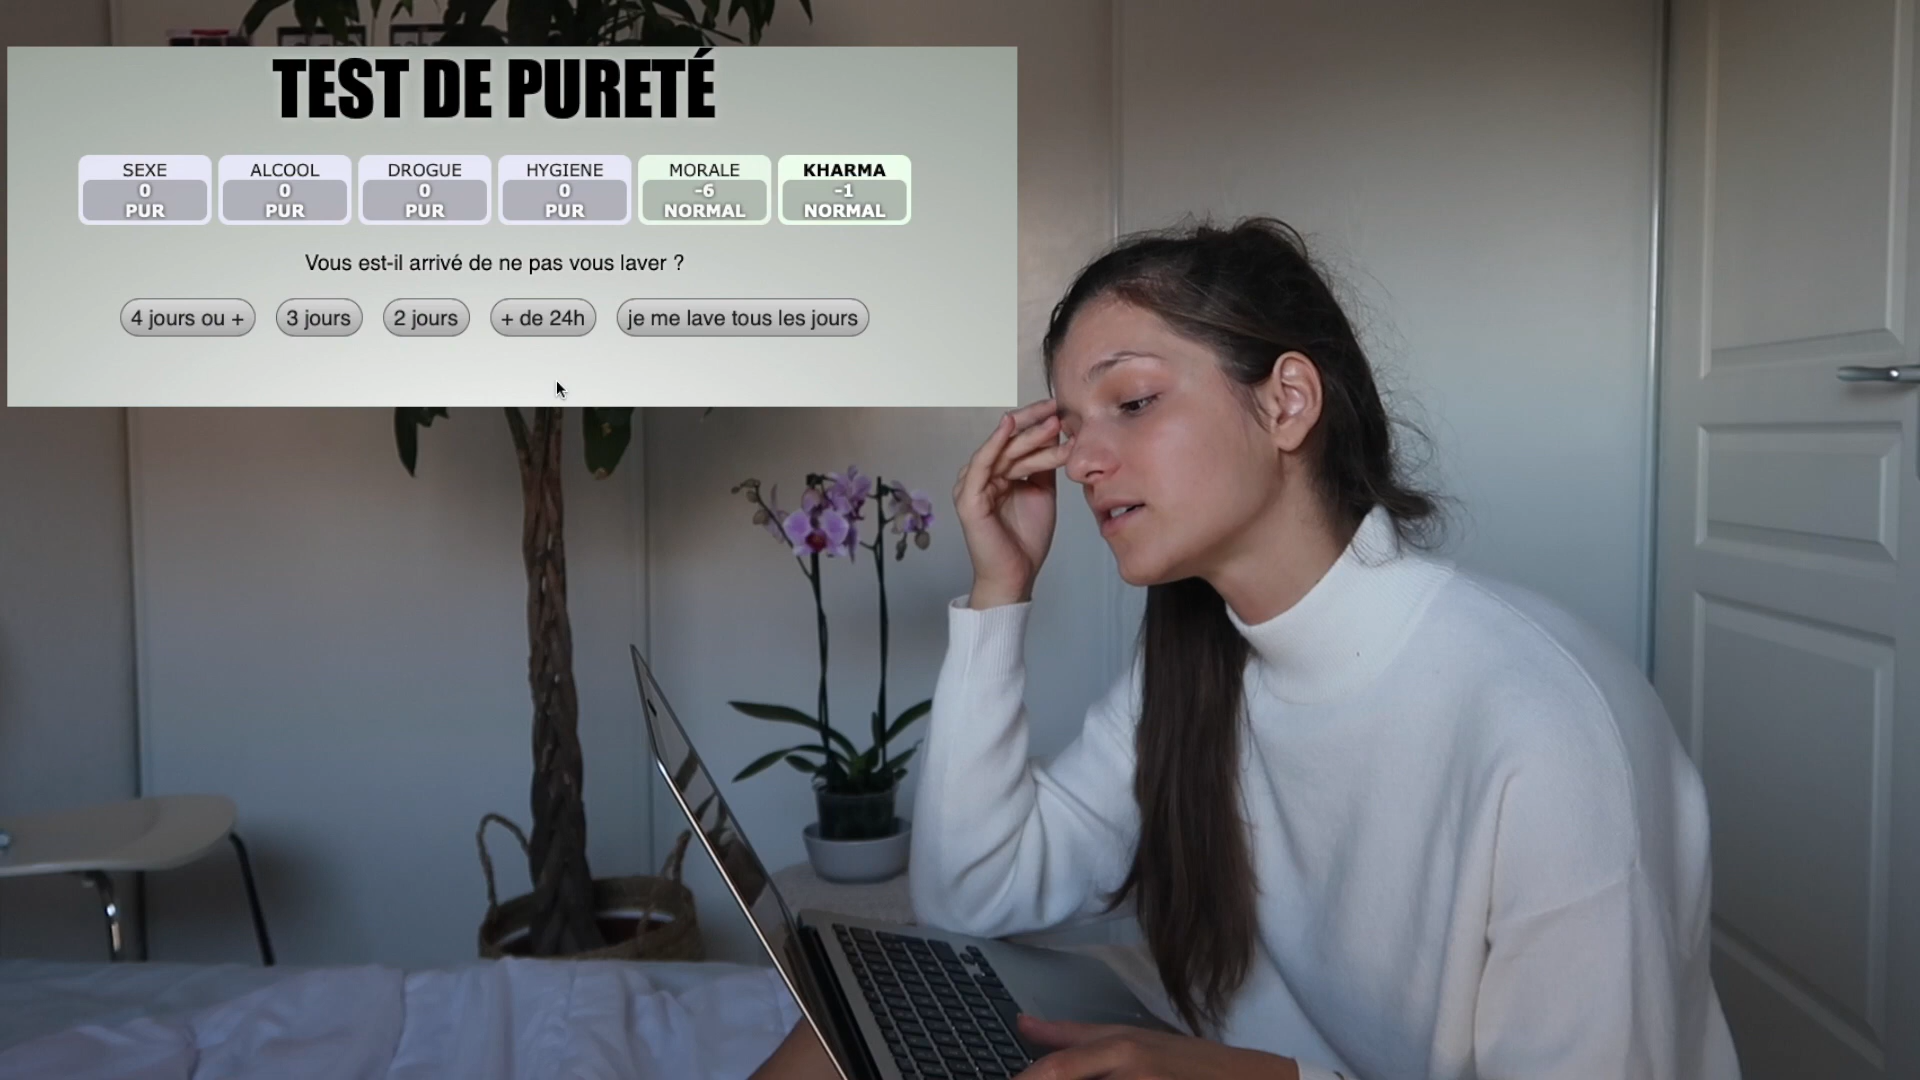 TEST DE PURETÉ
SEXE ALCOOL DROGUE HYGIENE MORALE KHARMA
0 0 0 0 -6 -1
PUR PUR PUR PUR NORMAL NORMAL
Vous est-il arrivé de ne pas vous laver ?
4 jours ou + 3 jours 2 jours + de 24h je me lave tous les jours